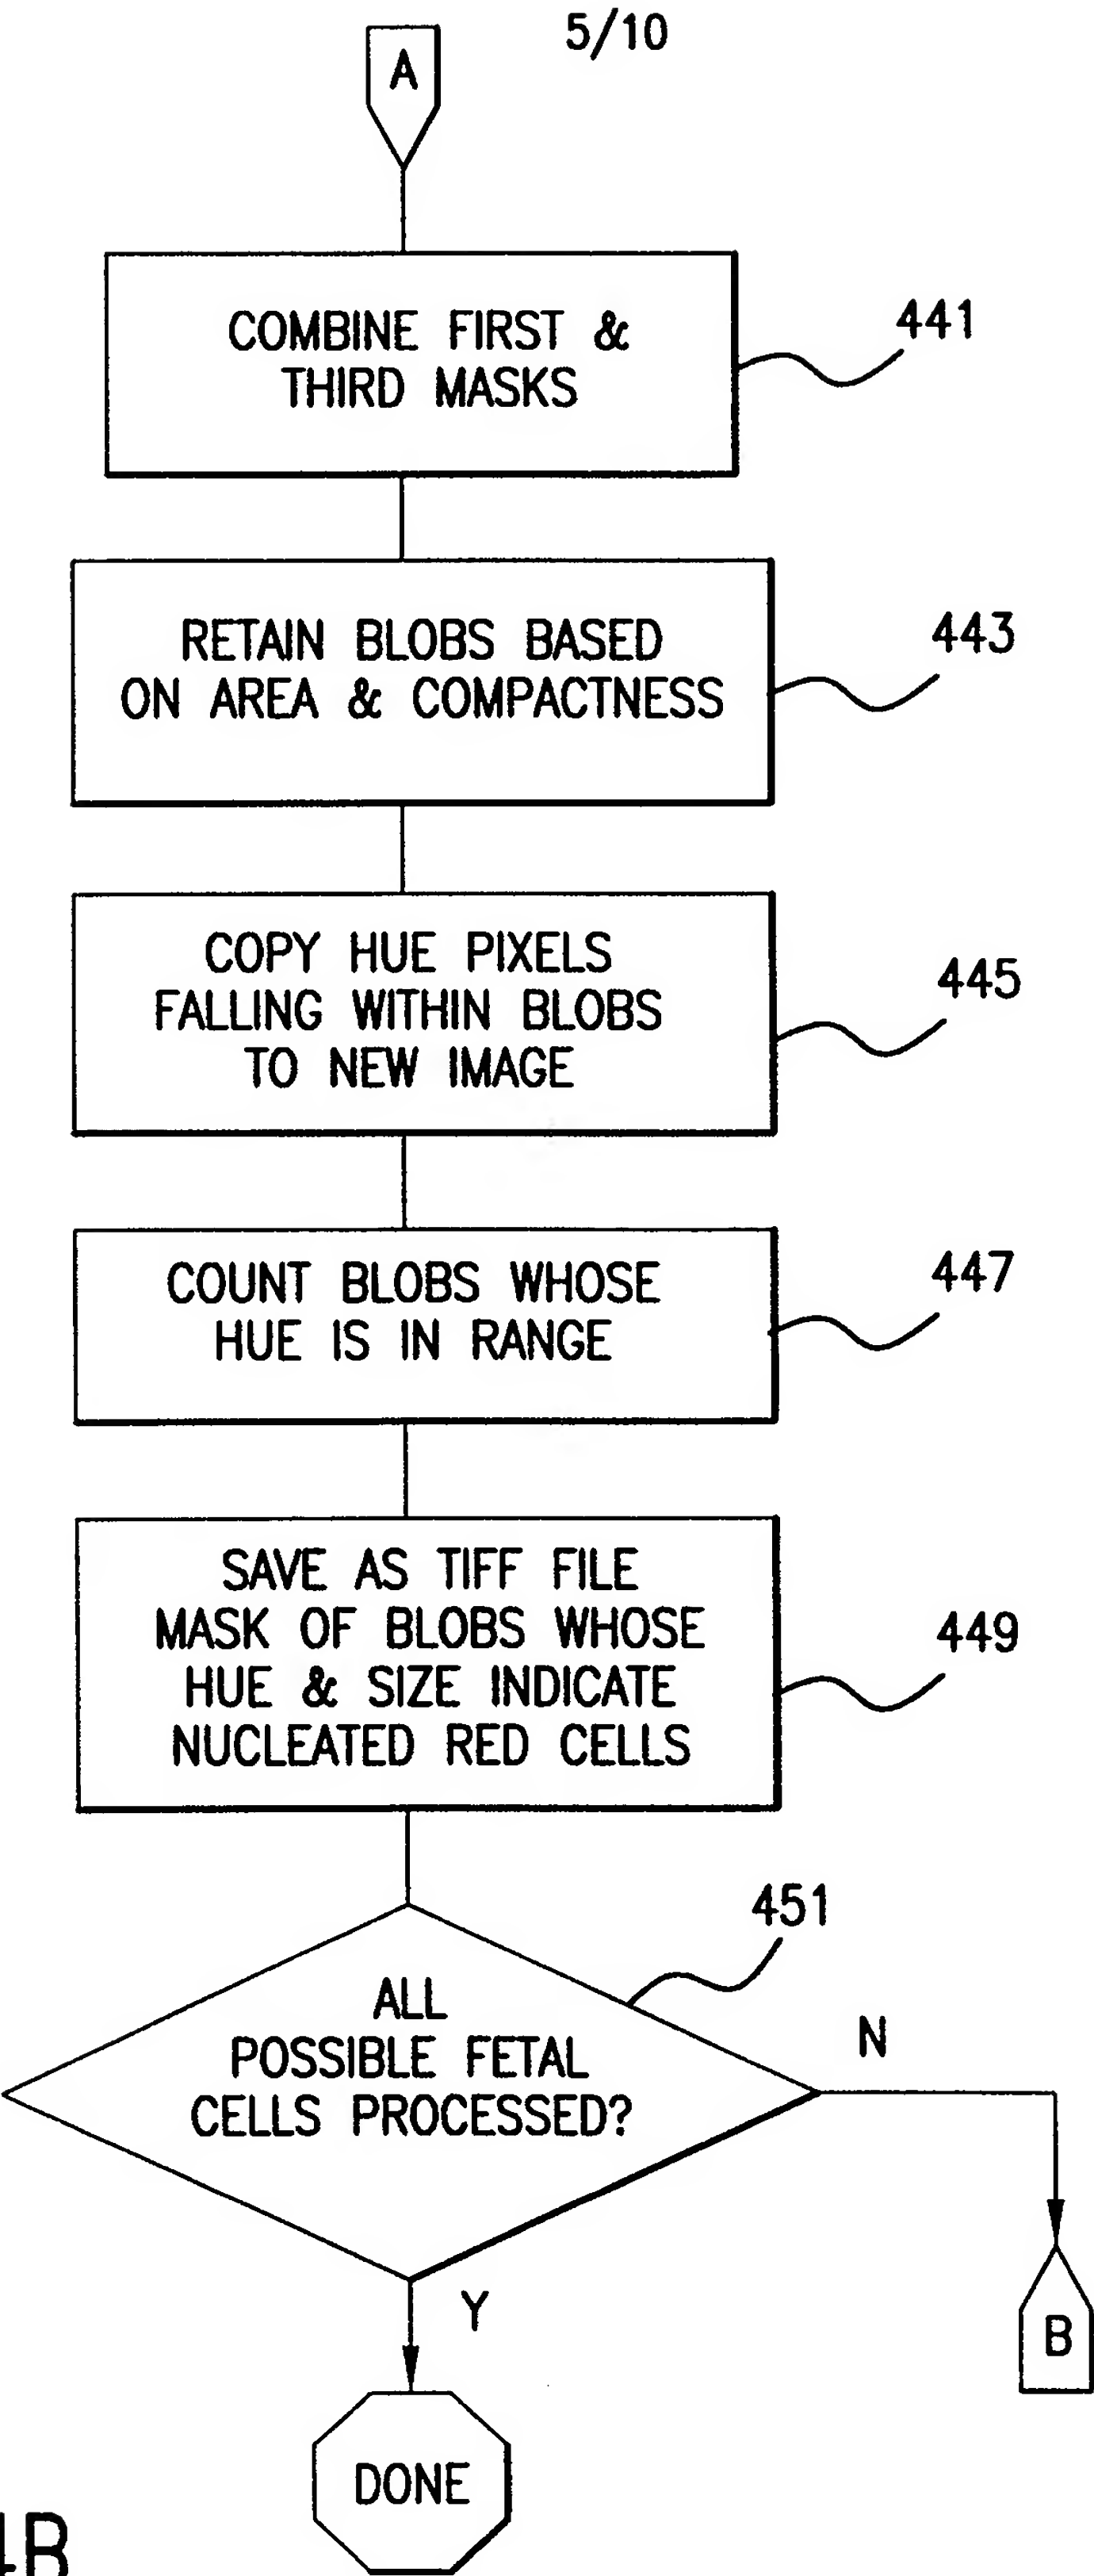 5/10
A
COMBINE FIRST &
THIRD MASKS
441
RETAIN BLOBS BASED
ON AREA & COMPACTNESS
443
COPY HUE PIXELS
FALLING WITHIN BLOBS
TO NEW IMAGE
445
COUNT BLOBS WHOSE
HUE IS IN RANGE
447
SAVE AS TIFF FILE
MASK OF BLOBS WHOSE
HUE & SIZE INDICATE
NUCLEATED RED CELLS
449
451
ALL
POSSIBLE FETAL
CELLS PROCESSED?
N
Y
B
DONE
4B